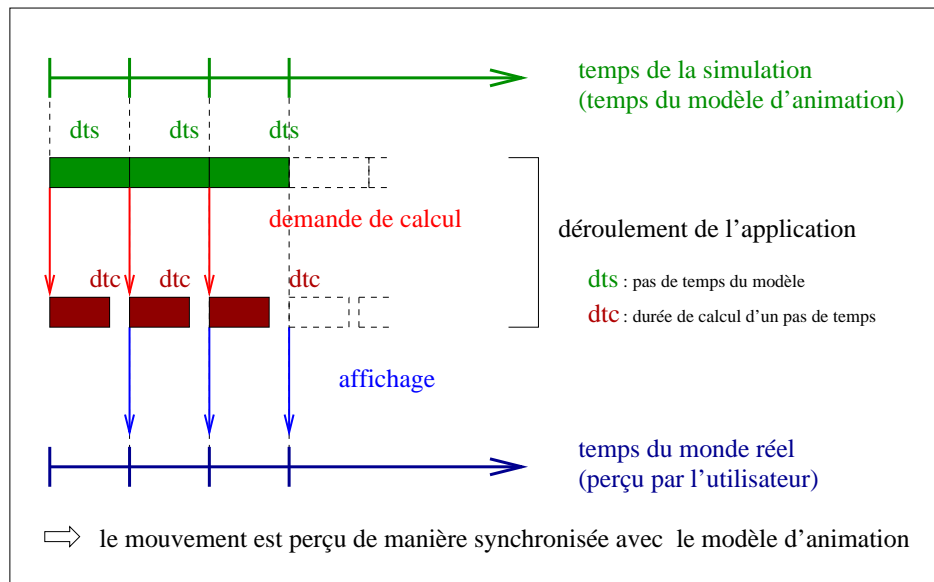 temps de la simulation
(temps du modèle d'animation)
dts dts dts
demande de calcul
déroulement de l'application
dtc dtc dtc
dts : pas de temps du modèle
dtc : durée de calcul d'un pas de temps
affichage
temps du monde réel
(perçu par l'utilisateur)
le mouvement est perçu de manière synchronisée avec le modèle d'animation